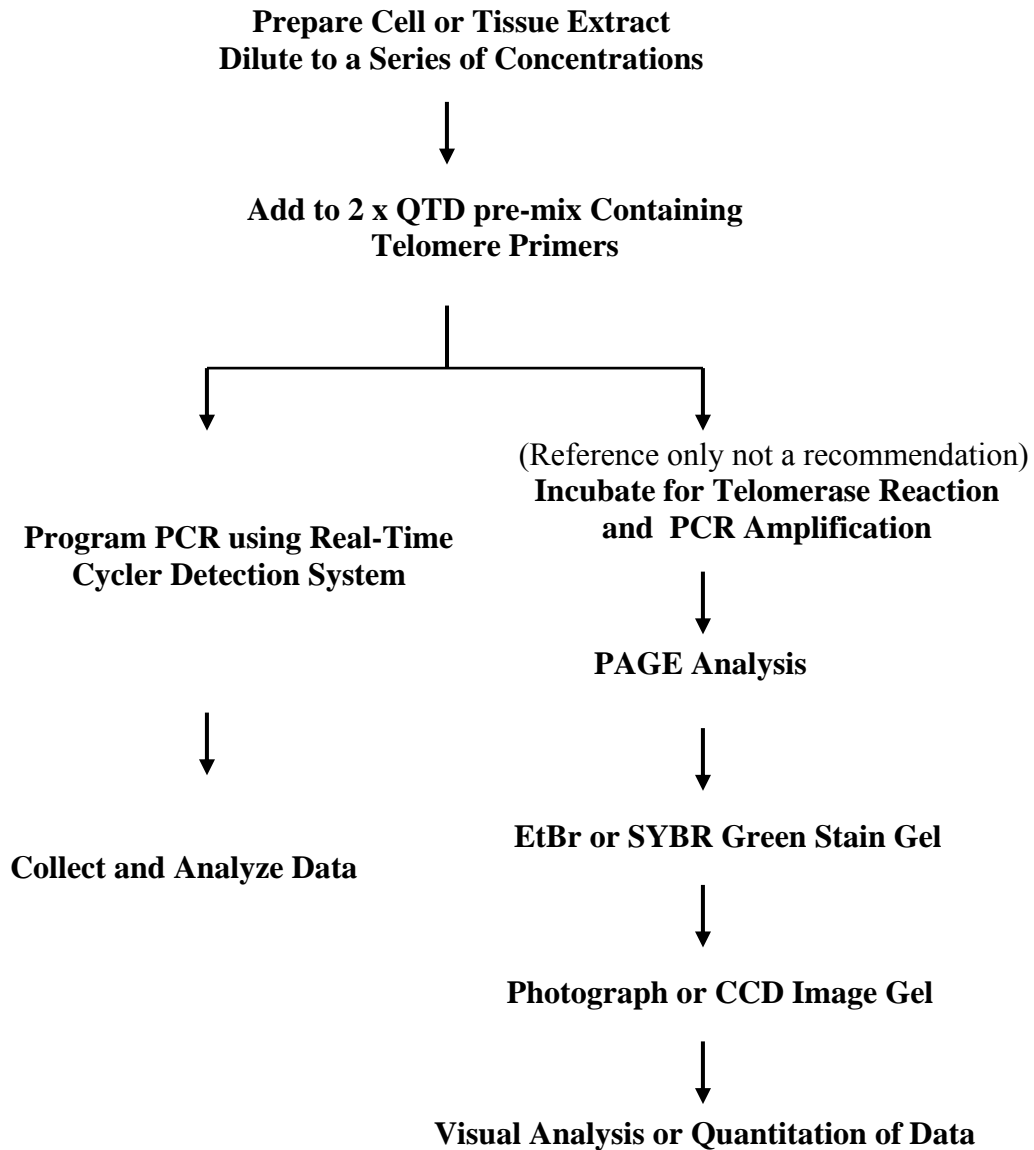 Prepare Cell or Tissue Extract
Dilute to a Series of Concentrations
Add to 2 x QTD pre-mix Containing
Telomere Primers
Program PCR using Real-Time
Cycler Detection System
Collect and Analyze Data
(Reference only not a recommendation)
Incubate for Telomerase Reaction
and PCR Amplification
PAGE Analysis
EtBr or SYBR Green Stain Gel
Photograph or CCD Image Gel
Visual Analysis or Quantitation of Data